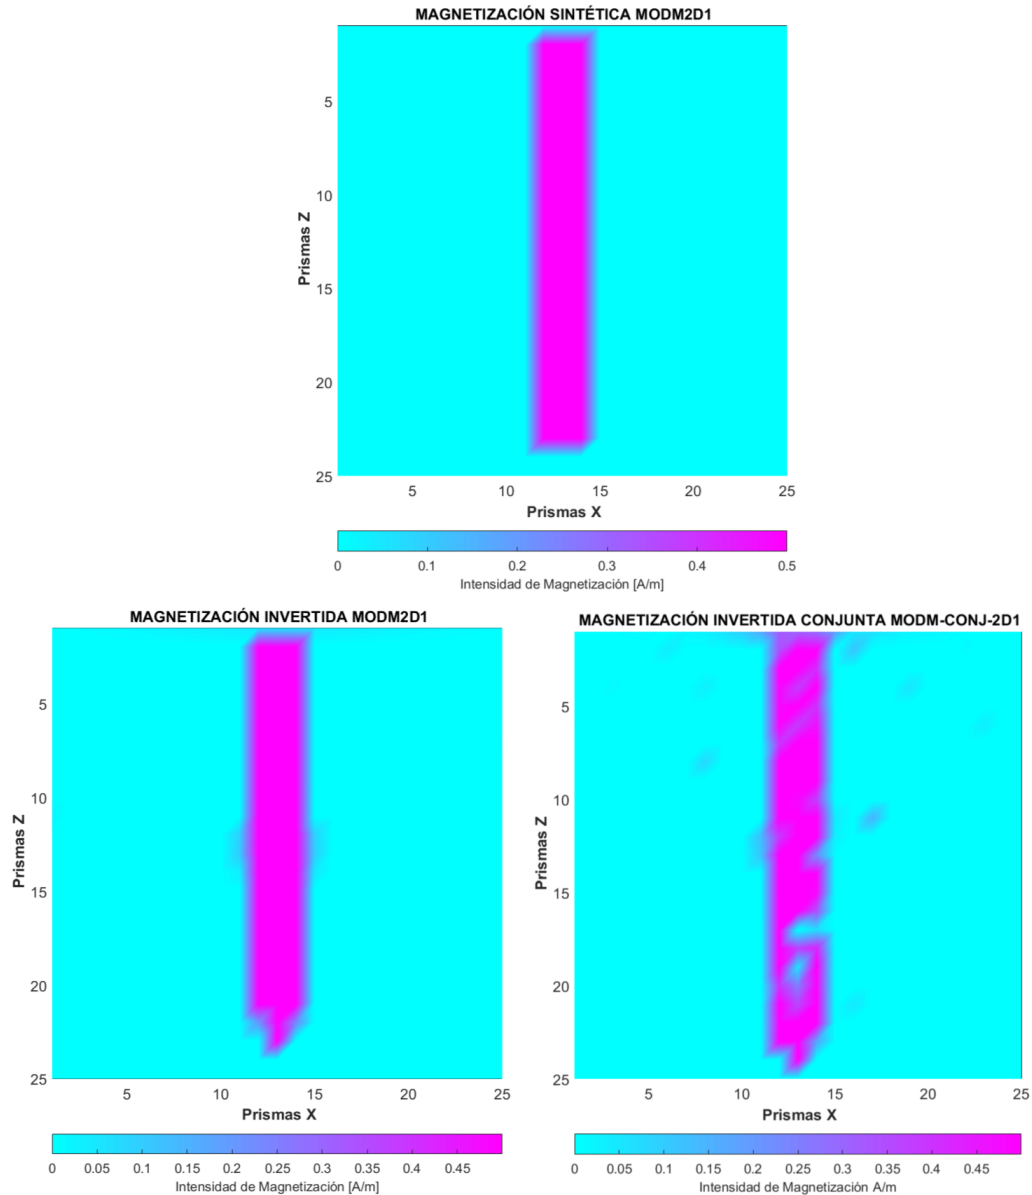 MAGNETIZACIÓN SINTÉTICA MODM2D1
Prismas Z
5
10
15
20
25
5 10 15 20 25
Prismas X
0 0.1 0.2 0.3 0.4 0.5
Intensidad de Magnetización [A/m]
MAGNETIZACIÓN INVERTIDA MODM2D1
Prismas Z
5
10
15
20
25
5 10 15 20 25
Prismas X
0 0.05 0.1 0.15 0.2 0.25 0.3 0.35 0.4 0.45
Intensidad de Magnetización [A/m]
MAGNETIZACIÓN INVERTIDA CONJUNTA MODM-CONJ-2D1
Prismas Z
5
10
15
20
25
5 10 15 20 25
Prismas X
0 0.05 0.1 0.15 0.2 0.25 0.3 0.35 0.4 0.45
Intensidad de Magnetización A/m